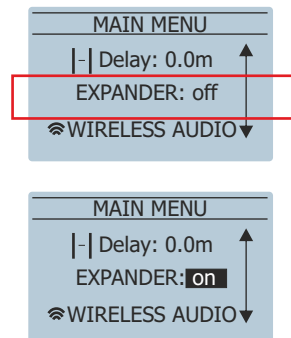 MAIN MENU
|-| Delay: 0.0m
EXPANDER: off
WIRELESS AUDIO
MAIN MENU
|-| Delay: 0.0m
EXPANDER: on
WIRELESS AUDIO